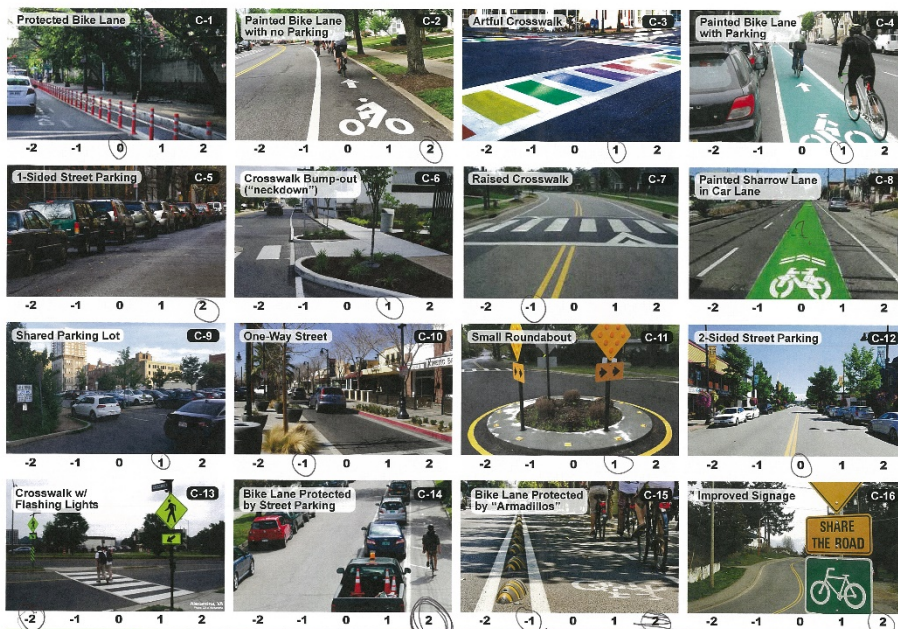 Protected Bike Lane C-1
-2 -1 0 1 2
Painted Bike Lane C-2
with no Parking
-2 -1 0 1 2
Artful Crosswalk C-3
-2 -1 0 1 2
Painted Bike Lane C-4
with Parking
-2 -1 0 1 2
1-Sided Street Parking C-5
-2 -1 0 1 2
Crosswalk Bump-out C-6
("neckdown")
-2 -1 0 1 2
Raised Crosswalk C-7
-2 -1 0 1 2
Painted Sharrow Lane C-8
in Car Lane
-2 -1 0 1 2
Shared Parking Lot C-9
-2 -1 0 1 2
One-Way Street C-10
-2 -1 0 1 2
Small Roundabout C-11
-2 -1 0 1 2
2-Sided Street Parking C-12
-2 -1 0 1 2
Crosswalk w/ C-13
Flashing Lights
Alexandria, VA
-2 -1 0 1 2
Bike Lane Protected C-14
by Street Parking
-2 -1 0 1 2
Bike Lane Protected C-15
by "Armadillos"
-2 -1 0 1 2
Improved Signage C-16
SHARE
THE ROAD
-2 -1 0 1 2